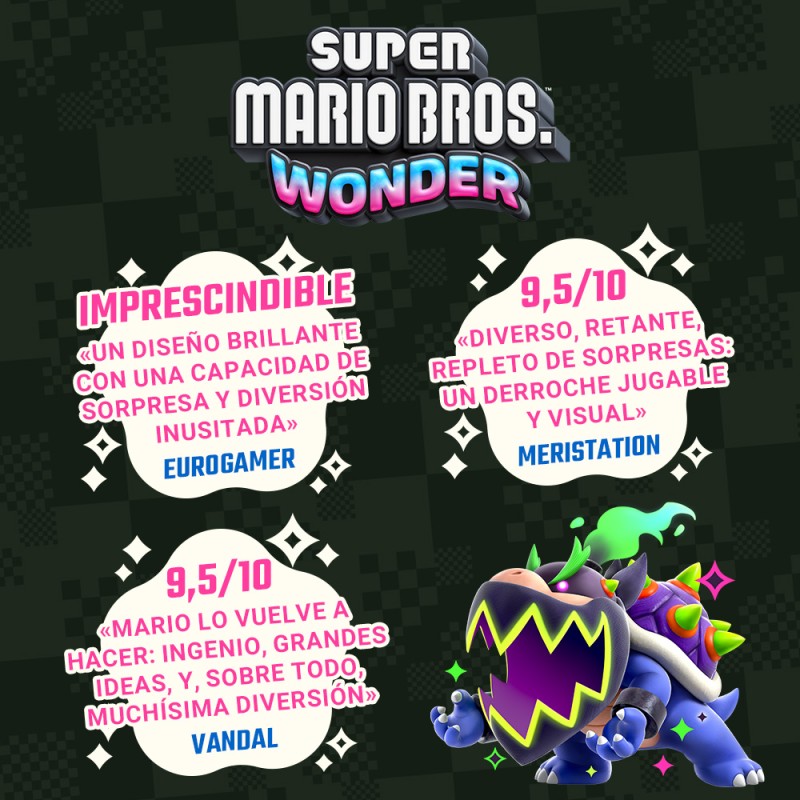 SUPER
MARIO BROS.™
WONDER
IMPRESCINDIBLE
«UN DISEÑO BRILLANTE
CON UNA CAPACIDAD DE
SORPRESA Y DIVERSIÓN
INUSITADA»
EUROGAMER
9,5/10
«DIVERSO, RETANTE,
REPLETO DE SORPRESAS:
UN DERROCHE JUGABLE
Y VISUAL»
MERISTATION
9,5/10
«MARIO LO VUELVE A
HACER: INGENIO, GRANDES
IDEAS, Y, SOBRE TODO,
MUCHÍSIMA DIVERSIÓN»
VANDAL